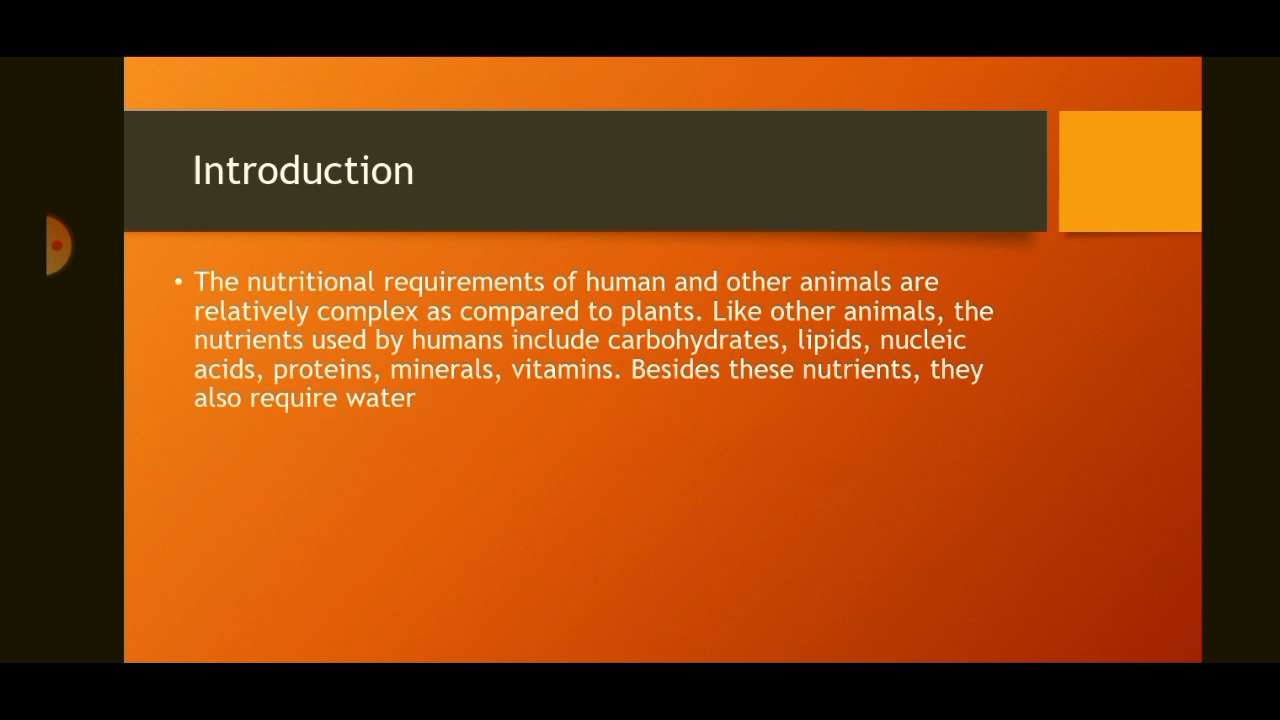 Introduction
• The nutritional requirements of human and other animals are
relatively complex as compared to plants. Like other animals, the
nutrients used by humans include carbohydrates, lipids, nucleic
acids, proteins, minerals, vitamins. Besides these nutrients, they
also require water